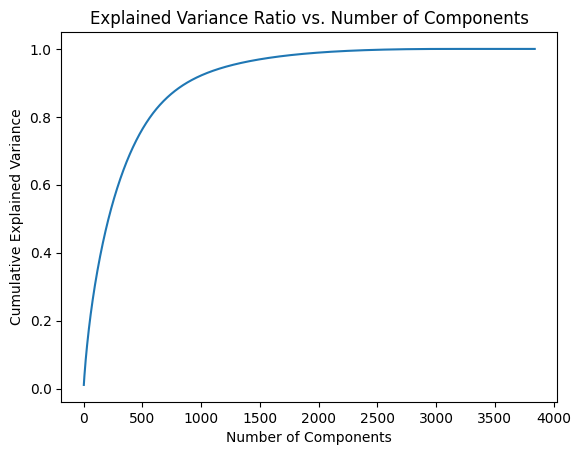 Explained Variance Ratio vs. Number of Components
1.0
0.8
0.6
0.4
0.2
0.0
Cumulative Explained Variance
0 500 1000 1500 2000 2500 3000 3500 4000
Number of Components